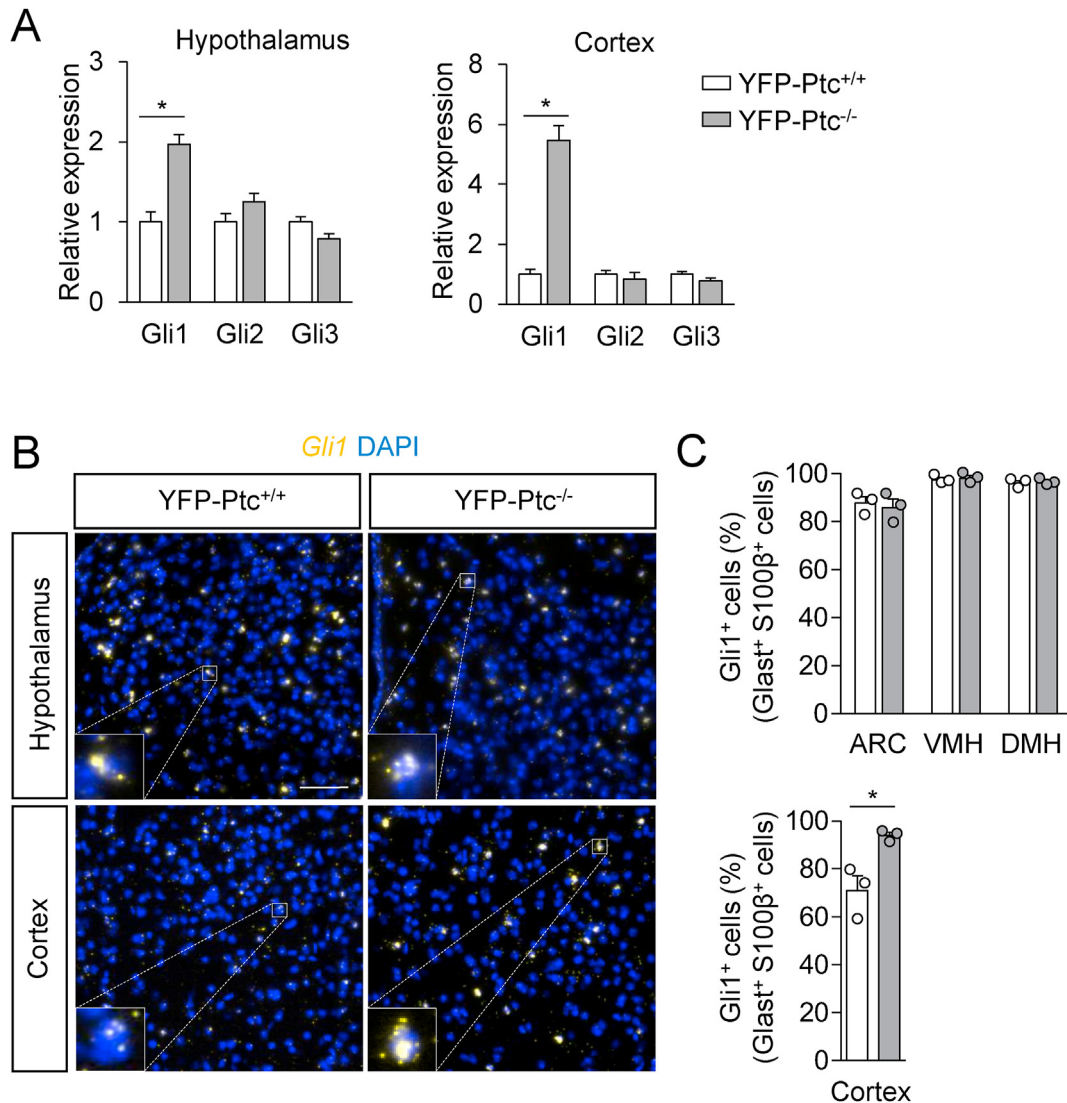 A
Hypothalamus
Relative expression
3
2
1
0
Gli1 Gli2 Gli3
*
Cortex
Relative expression
8
6
4
2
0
Gli1 Gli2 Gli3
*
YFP-Ptc+/+
YFP-Ptc-/-
B
Gli1 DAPI
YFP-Ptc+/+ YFP-Ptc-/-
Hypothalamus
Cortex
C
Gli1+ cells (%)
(Glast+ S100β+ cells)
100
80
60
40
20
0
ARC VMH DMH
Gli1+ cells (%)
(Glast+ S100β+ cells)
100
80
60
40
20
0
*
Cortex